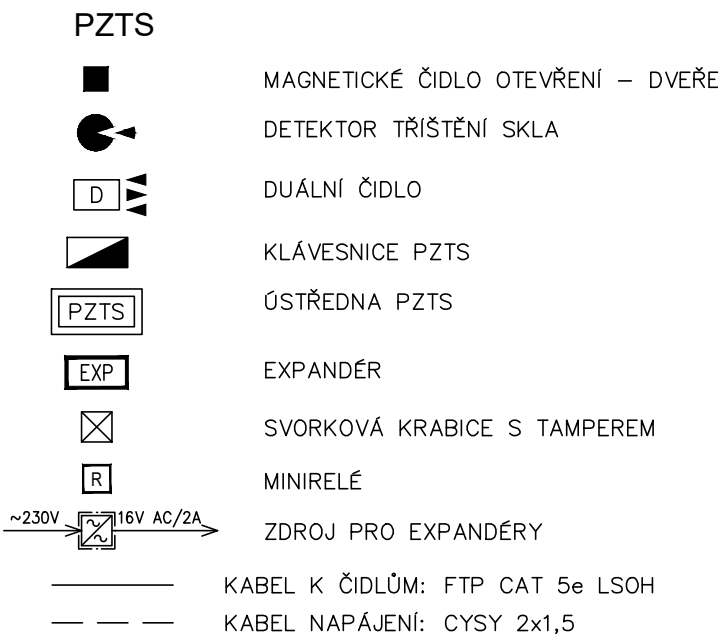 PZTS
MAGNETICKÉ ČIDLO OTEVŘENÍ – DVEŘE
DETEKTOR TŘÍŠTĚNÍ SKLA
D DUÁLNÍ ČIDLO
KLÁVESNICE PZTS
PZTS ÚSTŘEDNA PZTS
EXP EXPANDÉR
SVORKOVÁ KRABICE S TAMPEREM
R MINIRELÉ
~230V 16V AC/2A ZDROJ PRO EXPANDÉRY
KABEL K ČIDLŮM: FTP CAT 5e LSOH
KABEL NAPÁJENÍ: CYSY 2x1,5